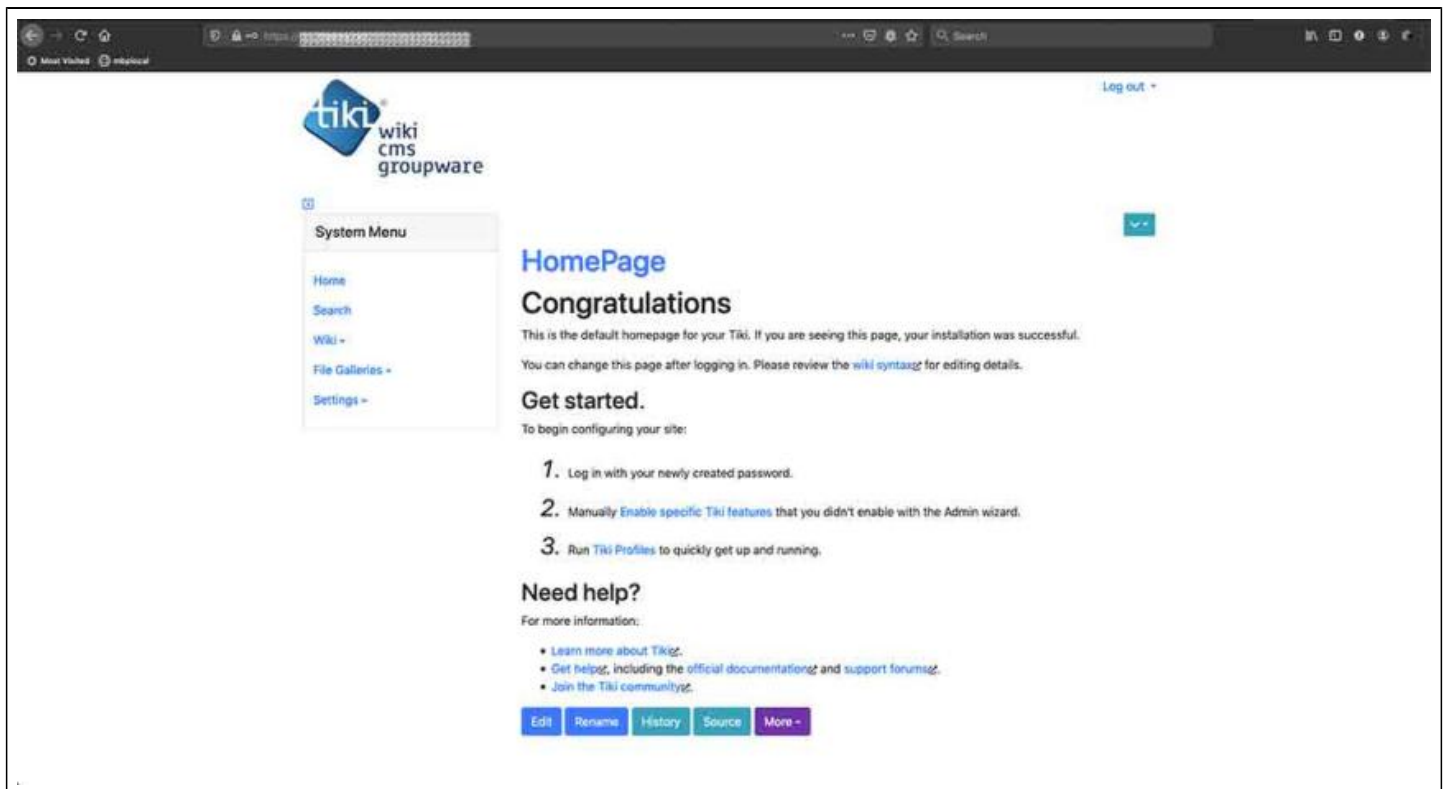 https://
Search
Most Visited
Log out
tiki®
wiki
cms
groupware
System Menu
Home
Search
Wiki
File Galleries
Settings
HomePage
Congratulations
This is the default homepage for your Tiki. If you are seeing this page, your installation was successful.
You can change this page after logging in. Please review the wiki syntax for editing details.
Get started.
To begin configuring your site:
1. Log in with your newly created password.
2. Manually Enable specific Tiki features that you didn't enable with the Admin wizard.
3. Run Tiki Profiles to quickly get up and running.
Need help?
For more information:
• Learn more about Tiki.
• Get help, including the official documentation and support forums.
• Join the Tiki community.
Edit Rename History Source More